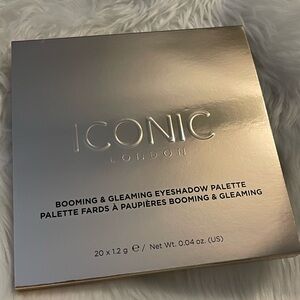 ICONIC
LONDON
BOOMING & GLEAMING EYESHADOW PALETTE
PALETTE FARDS À PAUPIÈRES BOOMING & GLEAMING
20 x 1.2 g ℮ / Net Wt. 0.04 oz. (US)